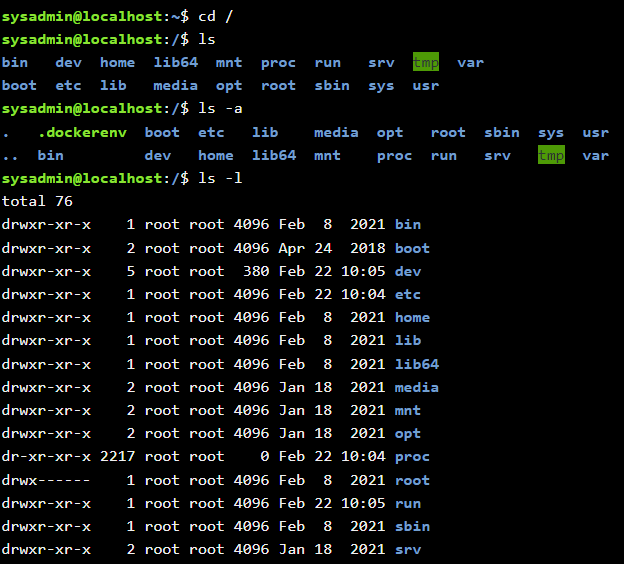 sysadmin@localhost:~$ cd /
sysadmin@localhost:/$ ls
bin   dev  home  lib64  mnt  proc  run   srv  tmp  var
boot  etc  lib   media  opt  root  sbin  sys  usr
sysadmin@localhost:/$ ls -a
.   .dockerenv  boot  etc   lib    media  opt   root  sbin  sys  usr
..  bin         dev   home  lib64  mnt    proc  run   srv   tmp  var
sysadmin@localhost:/$ ls -l
total 76
drwxr-xr-x    1 root root 4096 Feb  8  2021 bin
drwxr-xr-x    2 root root 4096 Apr 24  2018 boot
drwxr-xr-x    5 root root  380 Feb 22 10:05 dev
drwxr-xr-x    1 root root 4096 Feb 22 10:04 etc
drwxr-xr-x    1 root root 4096 Feb  8  2021 home
drwxr-xr-x    1 root root 4096 Feb  8  2021 lib
drwxr-xr-x    1 root root 4096 Feb  8  2021 lib64
drwxr-xr-x    2 root root 4096 Jan 18  2021 media
drwxr-xr-x    2 root root 4096 Jan 18  2021 mnt
drwxr-xr-x    2 root root 4096 Jan 18  2021 opt
dr-xr-xr-x 2217 root root    0 Feb 22 10:04 proc
drwx------    1 root root 4096 Feb  8  2021 root
drwxr-xr-x    1 root root 4096 Feb 22 10:05 run
drwxr-xr-x    1 root root 4096 Feb  8  2021 sbin
drwxr-xr-x    2 root root 4096 Jan 18  2021 srv